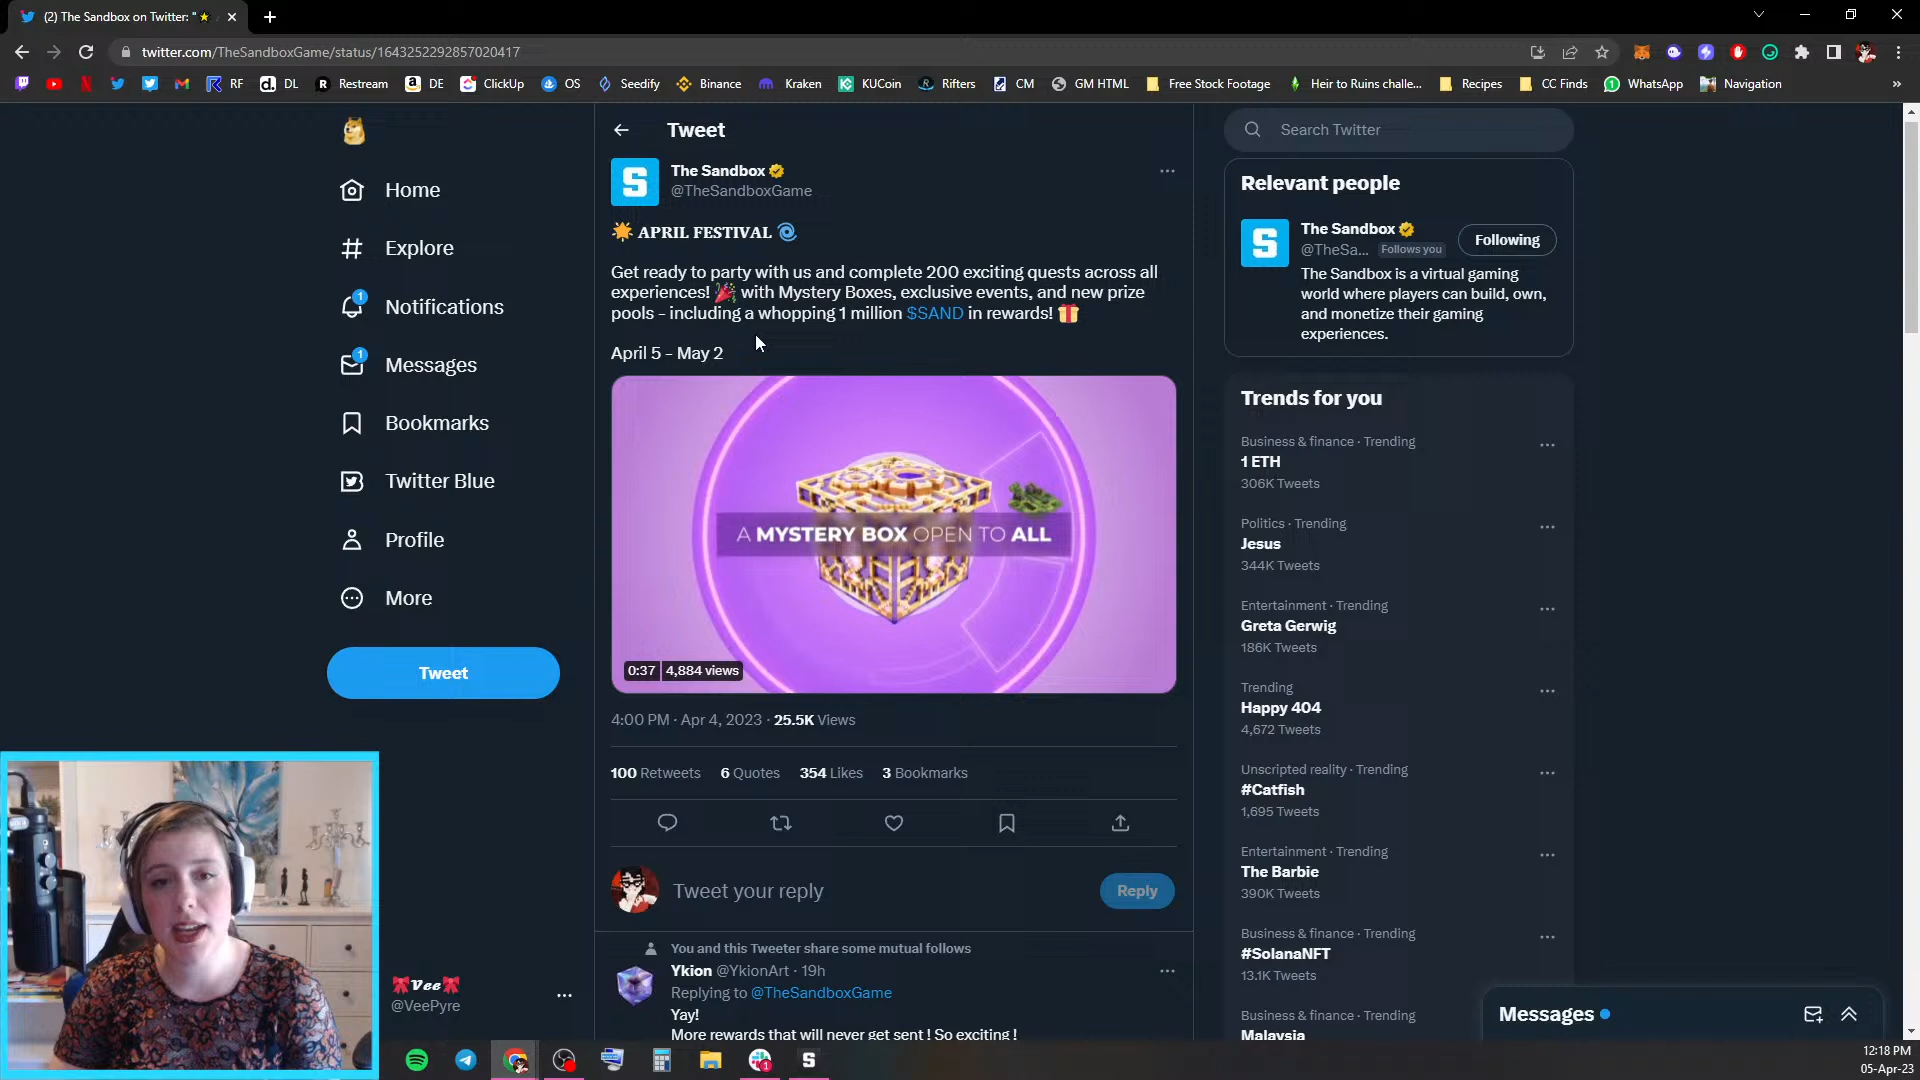 (2) The Sandbox on Twitter: "
twitter.com/TheSandboxGame/status/1643252292857020417
RF
DL
Restream
DE
ClickUp
OS
Seedify
Binance
Kraken
KUCoin
Rifters
CM
GM HTML
Free Stock Footage
Heir to Ruins challe...
Recipes
CC Finds
WhatsApp
Navigation
Home
Explore
Notifications
Messages
Bookmarks
Twitter Blue
Profile
More
Tweet
Vee
@VeePyre
Tweet
The Sandbox
@TheSandboxGame
APRIL FESTIVAL
Get ready to party with us and complete 200 exciting quests across all
experiences! with Mystery Boxes, exclusive events, and new prize
pools - including a whopping 1 million $SAND in rewards!
April 5 - May 2
A MYSTERY BOX OPEN TO ALL
0:37 4,884 views
4:00 PM · Apr 4, 2023 · 25.5K Views
100 Retweets 6 Quotes 354 Likes 3 Bookmarks
Tweet your reply
Reply
You and this Tweeter share some mutual follows
Ykion @YkionArt · 19h
Replying to @TheSandboxGame
Yay!
More rewards that will never get sent ! So exciting !
Search Twitter
Relevant people
The Sandbox
@TheSa... Follows you
Following
The Sandbox is a virtual gaming
world where players can build, own,
and monetize their gaming
experiences.
Trends for you
Business & finance · Trending
1 ETH
306K Tweets
Politics · Trending
Jesus
344K Tweets
Entertainment · Trending
Greta Gerwig
186K Tweets
Trending
Happy 404
4,672 Tweets
Unscripted reality · Trending
#Catfish
1,695 Tweets
Entertainment · Trending
The Barbie
390K Tweets
Business & finance · Trending
#SolanaNFT
13.1K Tweets
Business & finance · Trending
Malaysia
Messages
12:18 PM
05-Apr-23